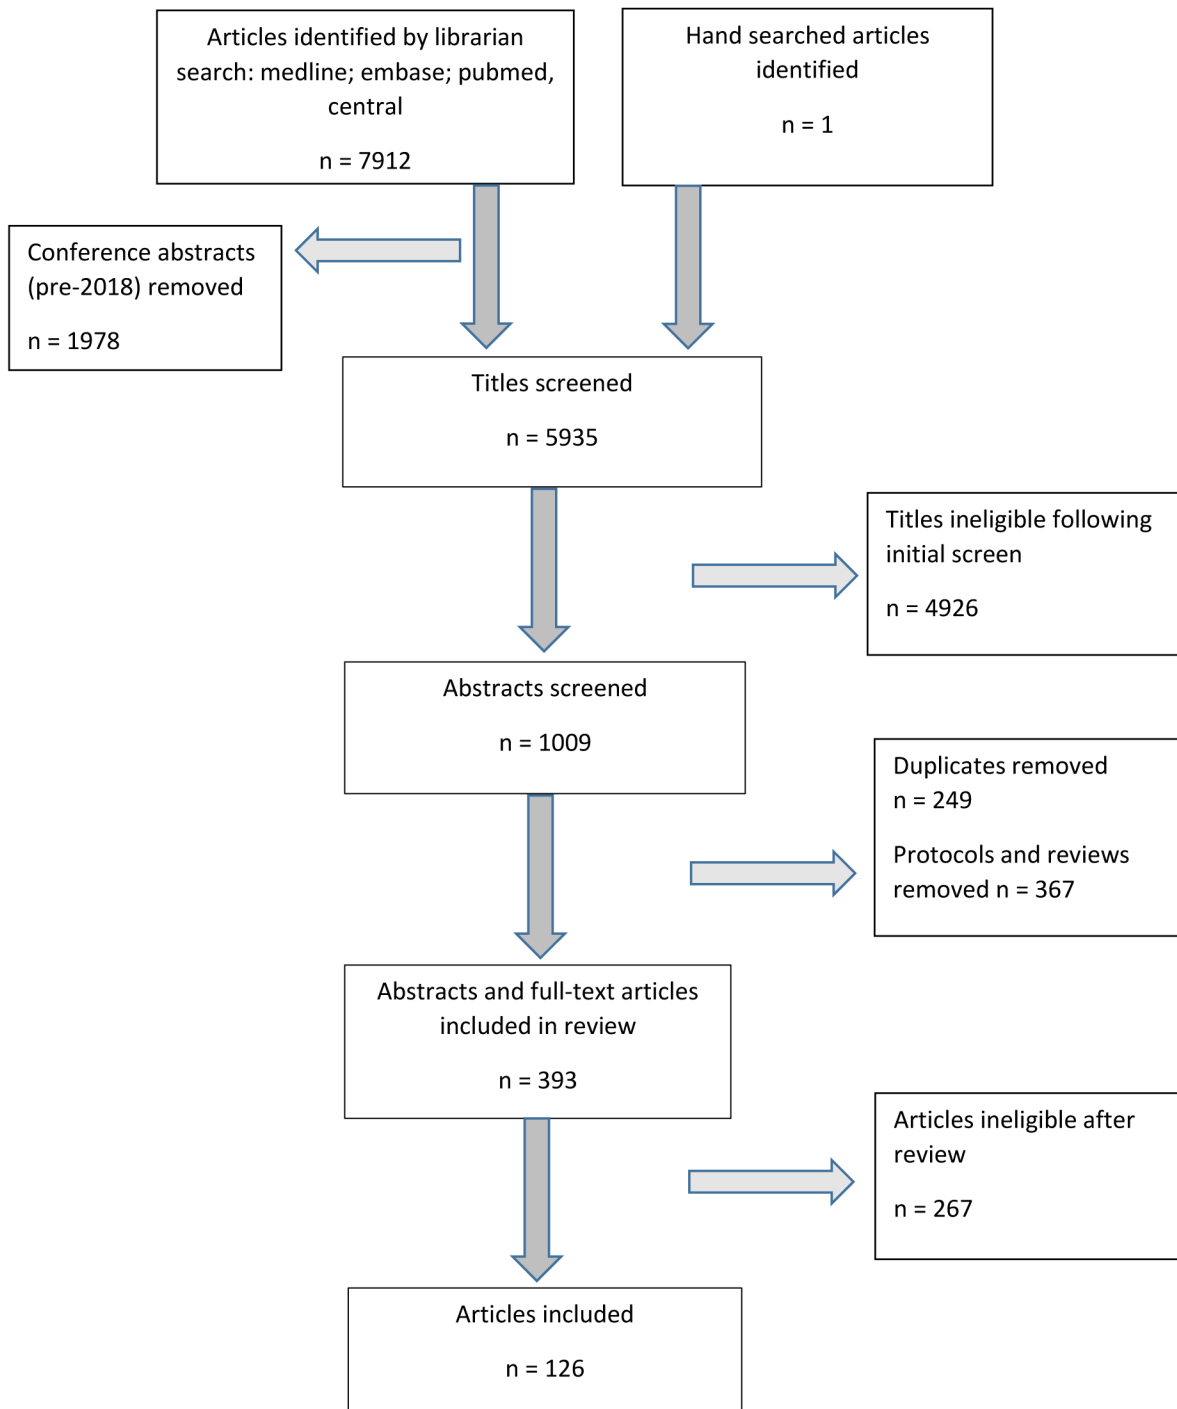 Articles identified by librarian
search: medline; embase; pubmed,
central
n = 7912
Hand searched articles
identified
n = 1
Conference abstracts
(pre-2018) removed
n = 1978
Titles screened
n = 5935
Titles ineligible following
initial screen
n = 4926
Abstracts screened
n = 1009
Duplicates removed
n = 249
Protocols and reviews
removed n = 367
Abstracts and full-text articles
included in review
n = 393
Articles ineligible after
review
n = 267
Articles included
n = 126